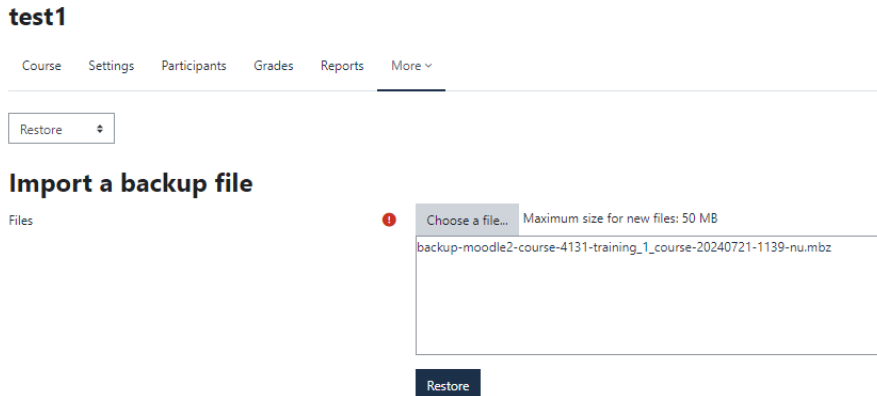 test1
Course Settings Participants Grades Reports More
Restore
Import a backup file
Files
Choose a file... Maximum size for new files: 50 MB
backup-moodle2-course-4131-training_1_course-20240721-1139-nu.mbz
Restore